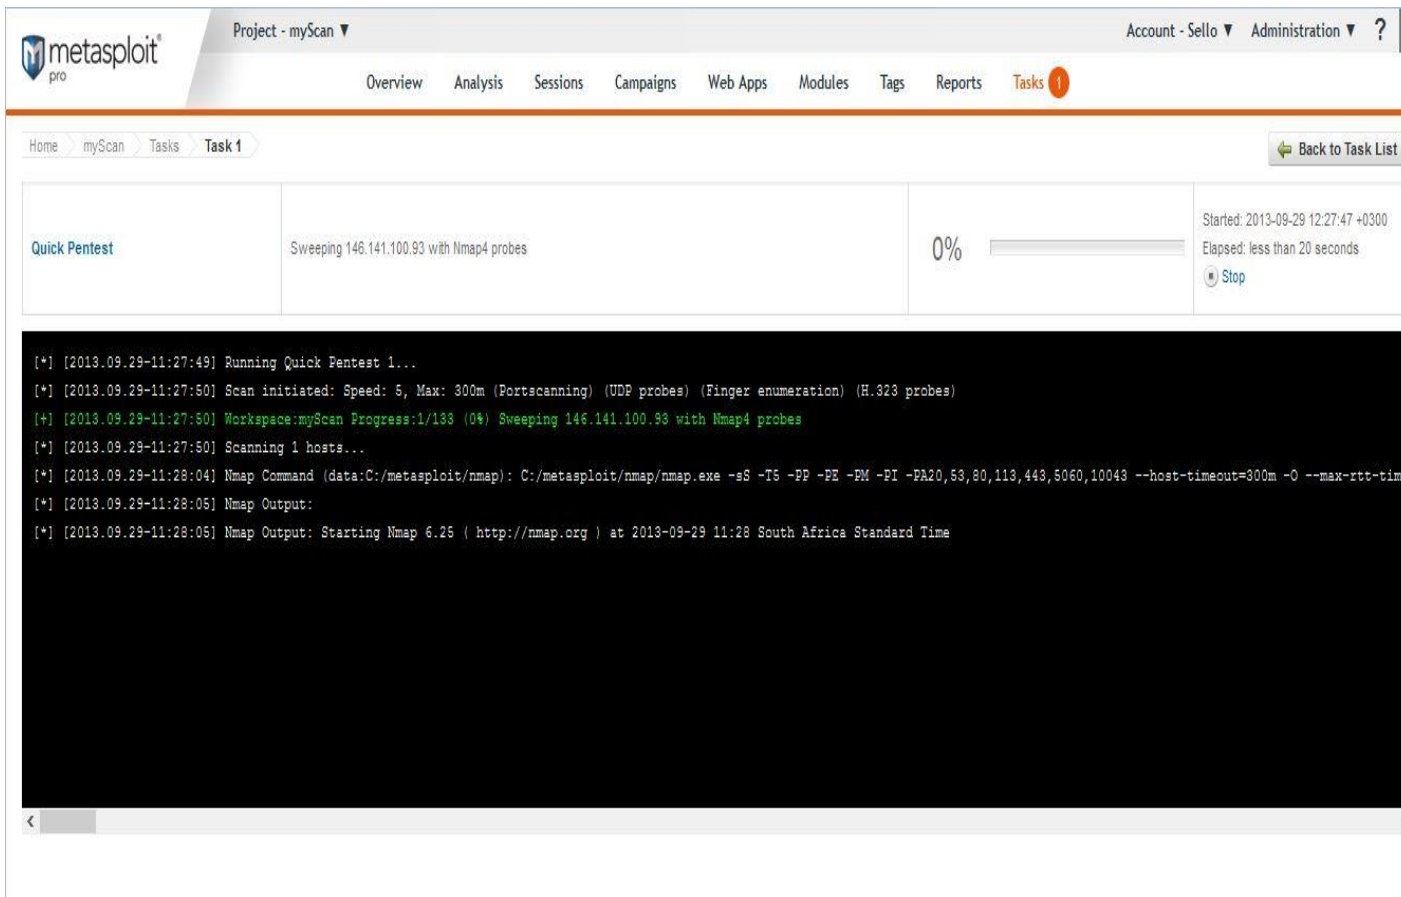 metasploit®
pro
Project - myScan ▼
Account - Sello ▼ Administration ▼ ?
Overview Analysis Sessions Campaigns Web Apps Modules Tags Reports Tasks 1
Home myScan Tasks Task 1
Back to Task List
Quick Pentest
Sweeping 146.141.100.93 with Nmap4 probes
0%
Started: 2013-09-29 12:27:47 +0300
Elapsed: less than 20 seconds
Stop
[*] [2013.09.29-11:27:49] Running Quick Pentest 1...
[*] [2013.09.29-11:27:50] Scan initiated: Speed: 5, Max: 300m (Portscanning) (UDP probes) (Finger enumeration) (H.323 probes)
[+] [2013.09.29-11:27:50] Workspace:myScan Progress:1/133 (0%) Sweeping 146.141.100.93 with Nmap4 probes
[*] [2013.09.29-11:27:50] Scanning 1 hosts...
[*] [2013.09.29-11:28:04] Nmap Command (data:C:/metasploit/nmap): C:/metasploit/nmap/nmap.exe -sS -T5 -PP -PE -PM -PI -PA20,53,80,113,443,5060,10043 --host-timeout=300m -O --max-rtt-tim
[*] [2013.09.29-11:28:05] Nmap Output:
[*] [2013.09.29-11:28:05] Nmap Output: Starting Nmap 6.25 ( http://nmap.org ) at 2013-09-29 11:28 South Africa Standard Time